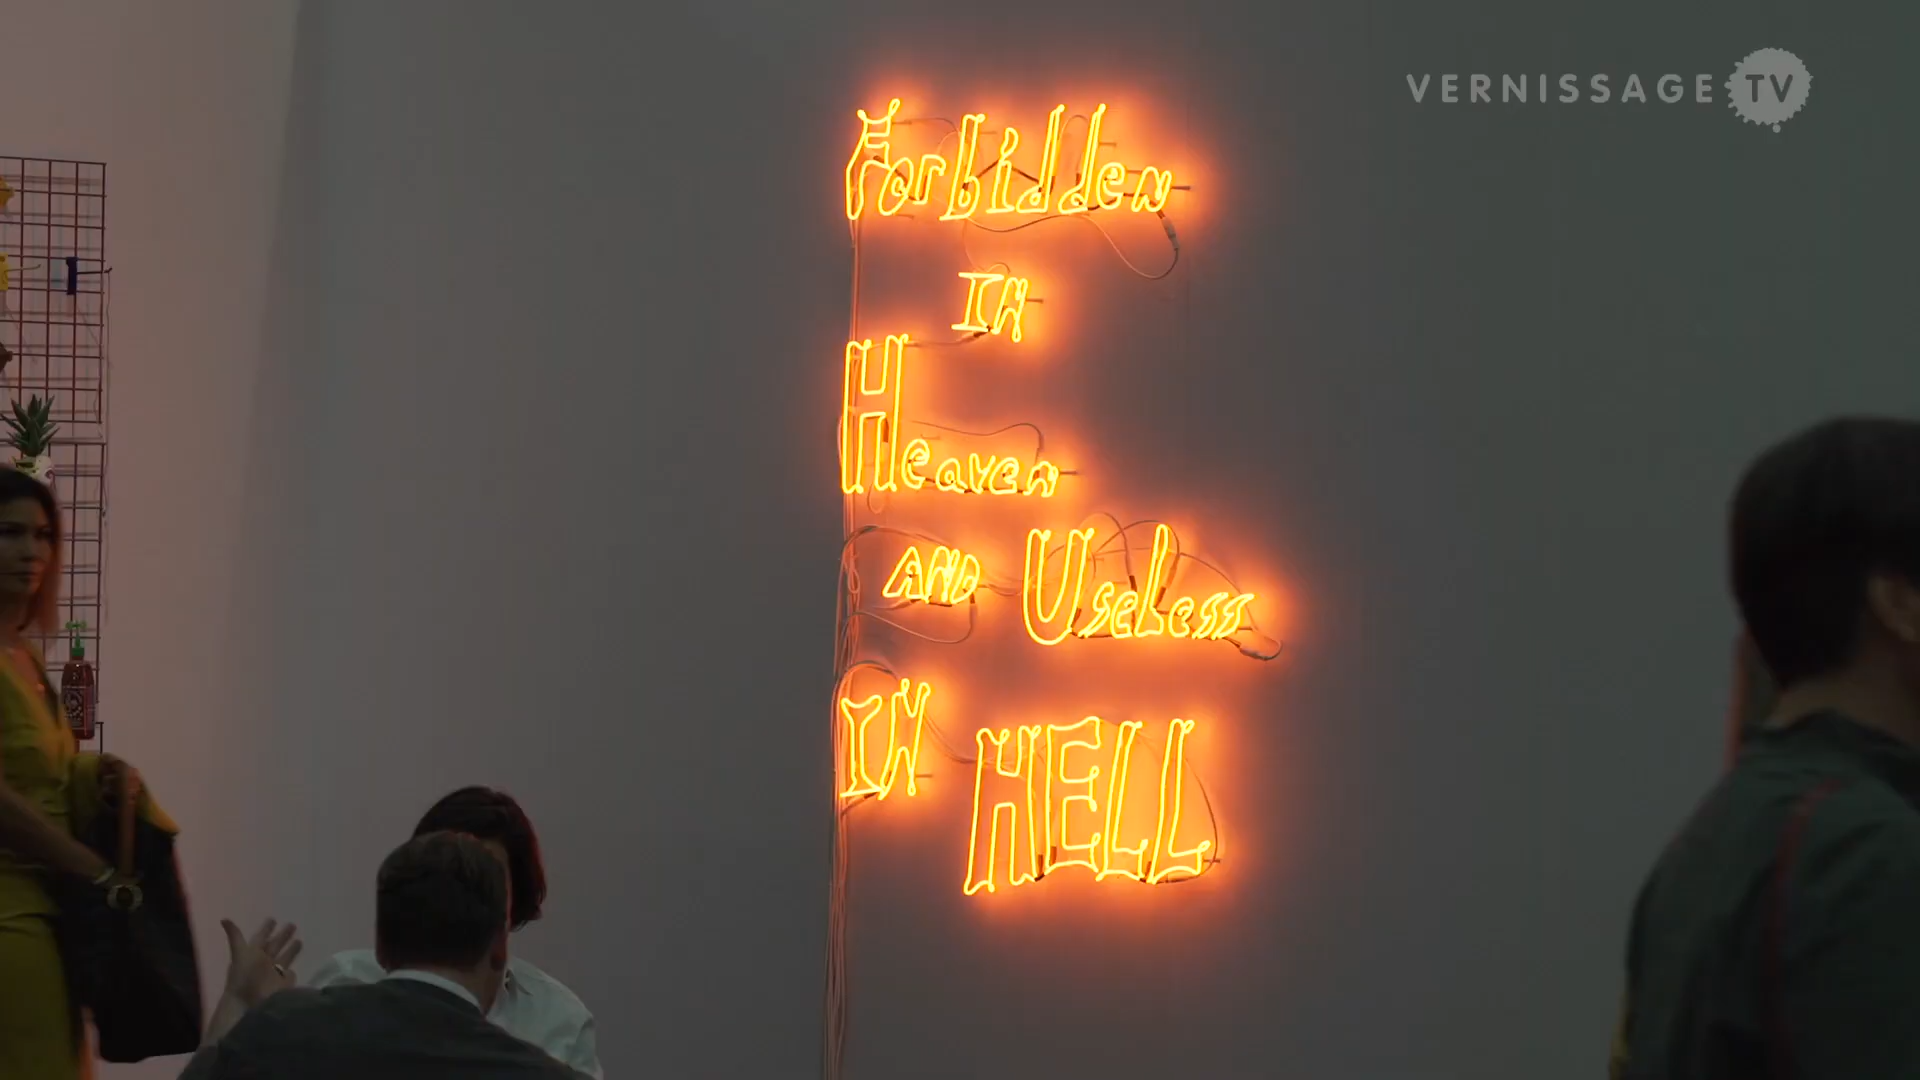 VERNISSAGE TV
Forbidden
IN
Heaven
AND UseLess
IN HELL